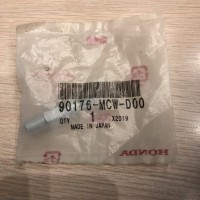 90176-MCW-D00
QTY 1 X2019
MADE IN JAPAN
HONDA